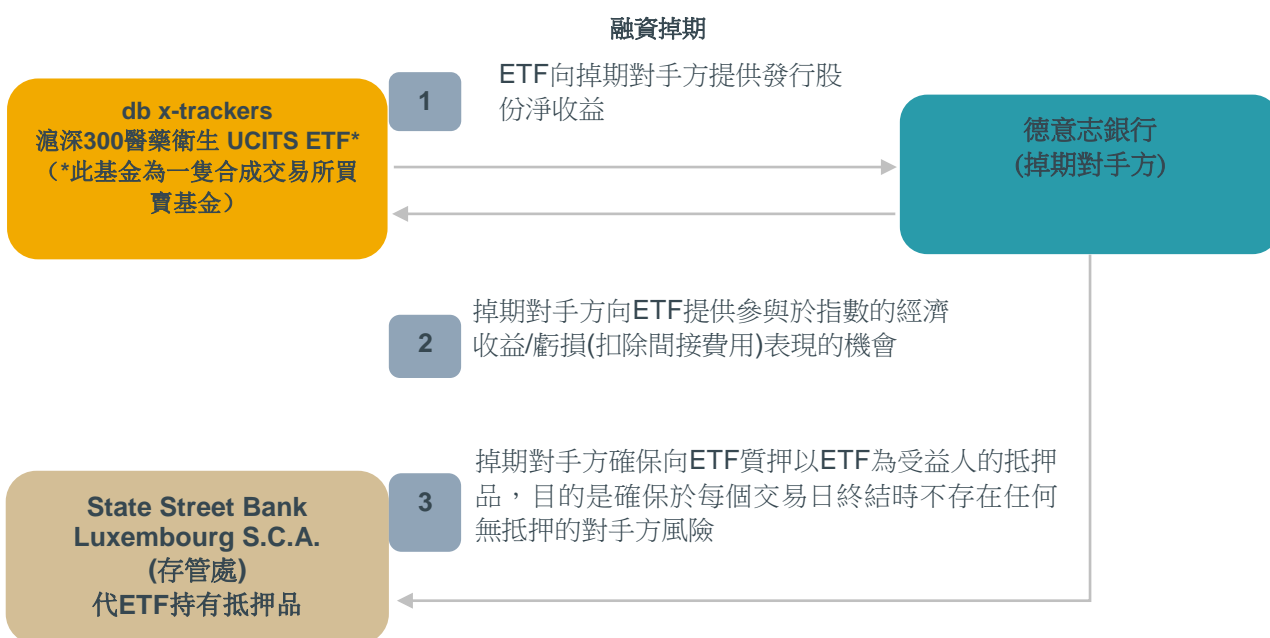 融資掉期
db x-trackers
滬深300醫藥衛生 UCITS ETF*
（*此基金為一隻合成交易所買
賣基金）
1
ETF向掉期對手方提供發行股
份淨收益
德意志銀行
(掉期對手方)
2
掉期對手方向ETF提供參與於指數的經濟
收益/虧損(扣除間接費用)表現的機會
State Street Bank
Luxembourg S.C.A.
(存管處)
代ETF持有抵押品
3
掉期對手方確保向ETF質押以ETF為受益人的抵押
品，目的是確保於每個交易日終結時不存在任何
無抵押的對手方風險